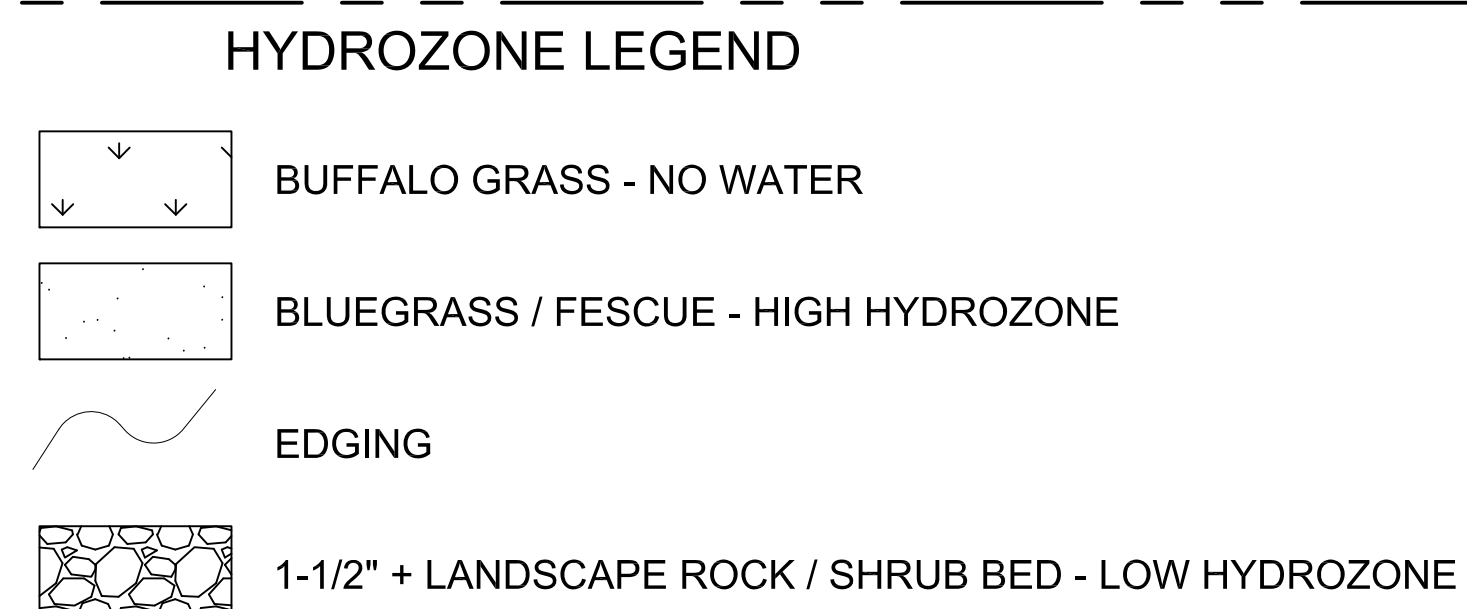 HYDROZONE LEGEND
BUFFALO GRASS - NO WATER
BLUEGRASS / FESCUE - HIGH HYDROZONE
EDGING
1-1/2" + LANDSCAPE ROCK / SHRUB BED - LOW HYDROZONE